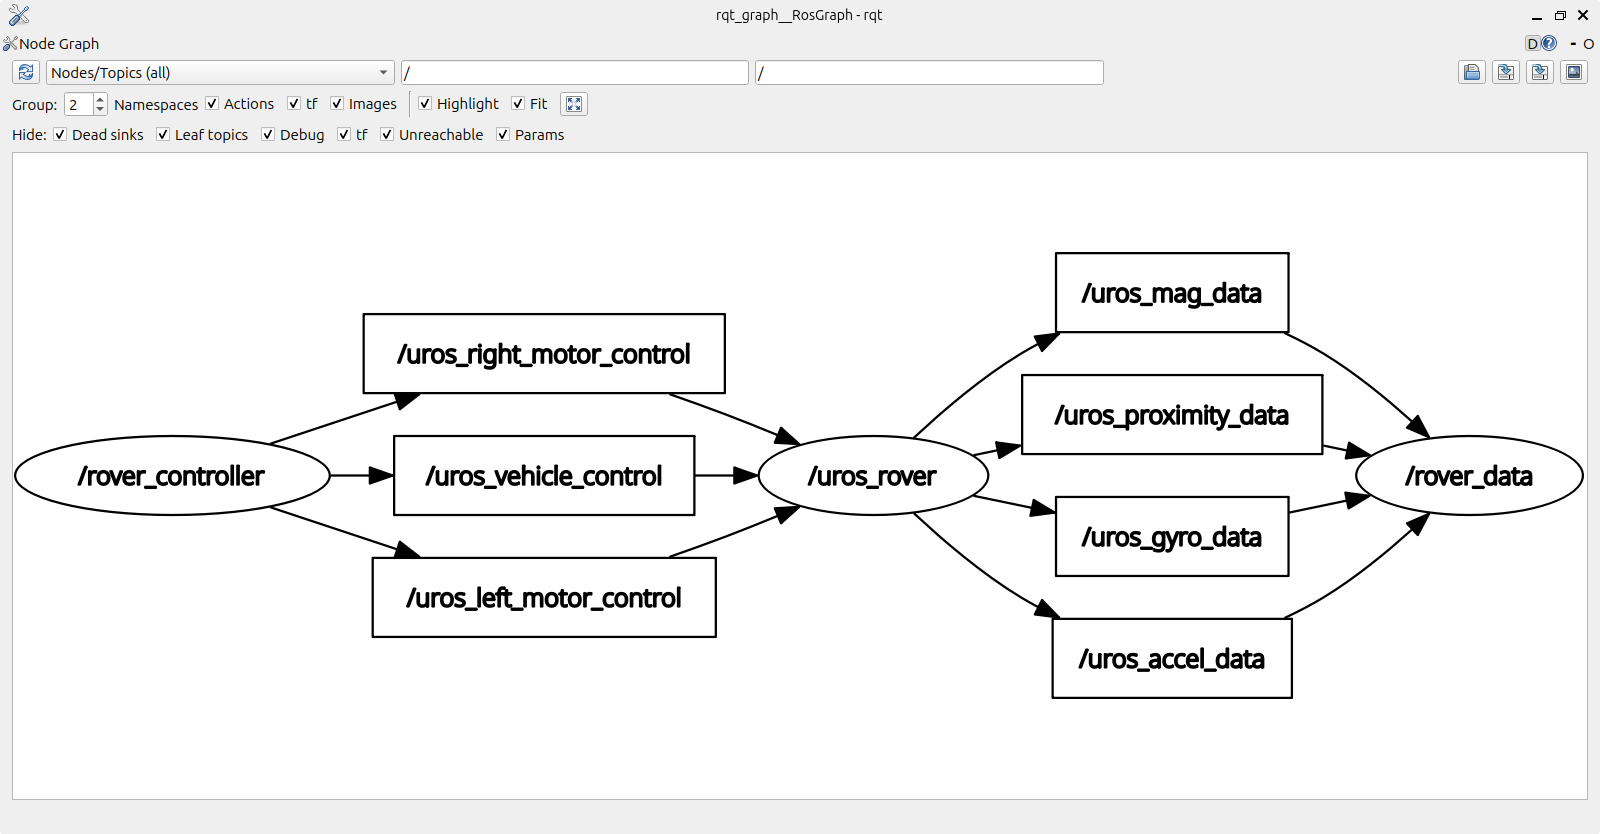 rqt_graph__RosGraph - rqt
Node Graph
D ? - O
Nodes/Topics (all) / /
Group: 2 Namespaces Actions tf Images Highlight Fit
Hide: Dead sinks Leaf topics Debug tf Unreachable Params
/uros_mag_data
/uros_right_motor_control
/uros_proximity_data
/rover_controller /uros_vehicle_control /uros_rover /rover_data
/uros_gyro_data
/uros_left_motor_control
/uros_accel_data